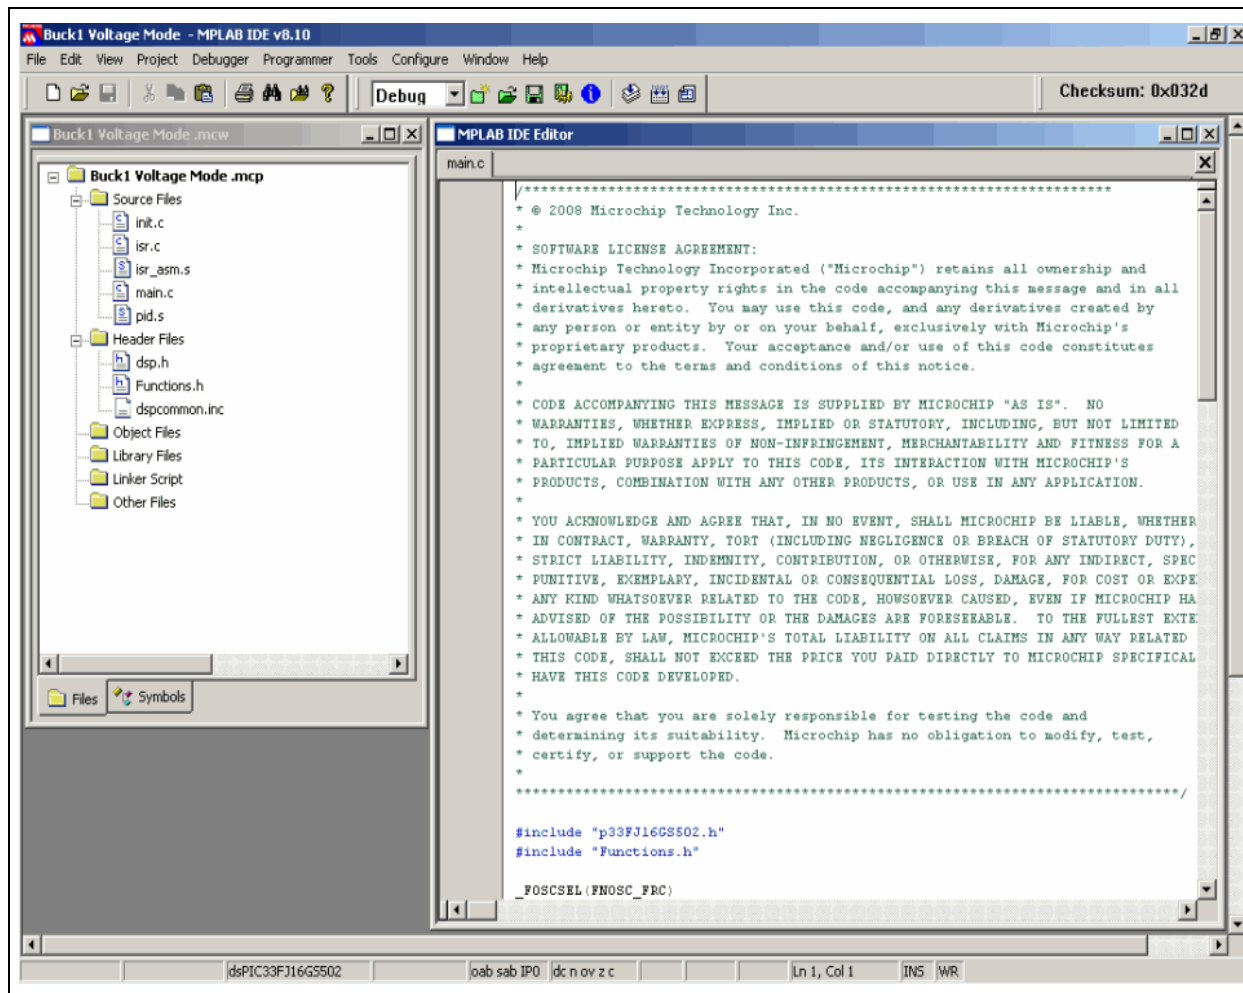 Buck1 Voltage Mode - MPLAB IDE v8.10
File Edit View Project Debugger Programmer Tools Configure Window Help
Debug
Checksum: 0x032d
Buck1 Voltage Mode .mcw
Buck1 Voltage Mode .mcp
Source Files
init.c
isr.c
isr_asm.s
main.c
pid.s
Header Files
dsp.h
Functions.h
dspcommon.inc
Object Files
Library Files
Linker Script
Other Files
Files
Symbols
MPLAB IDE Editor
main.c
/***********************************************************************
* © 2008 Microchip Technology Inc.
*
* SOFTWARE LICENSE AGREEMENT:
* Microchip Technology Incorporated ("Microchip") retains all ownership and
* intellectual property rights in the code accompanying this message and in all
* derivatives hereto.  You may use this code, and any derivatives created by
* any person or entity by or on your behalf, exclusively with Microchip's
* proprietary products.  Your acceptance and/or use of this code constitutes
* agreement to the terms and conditions of this notice.
*
* CODE ACCOMPANYING THIS MESSAGE IS SUPPLIED BY MICROCHIP "AS IS".  NO
* WARRANTIES, WHETHER EXPRESS, IMPLIED OR STATUTORY, INCLUDING, BUT NOT LIMITED
* TO, IMPLIED WARRANTIES OF NON-INFRINGEMENT, MERCHANTABILITY AND FITNESS FOR A
* PARTICULAR PURPOSE APPLY TO THIS CODE, ITS INTERACTION WITH MICROCHIP'S
* PRODUCTS, COMBINATION WITH ANY OTHER PRODUCTS, OR USE IN ANY APPLICATION.
*
* YOU ACKNOWLEDGE AND AGREE THAT, IN NO EVENT, SHALL MICROCHIP BE LIABLE, WHETHER
* IN CONTRACT, WARRANTY, TORT (INCLUDING NEGLIGENCE OR BREACH OF STATUTORY DUTY),
* STRICT LIABILITY, INDEMNITY, CONTRIBUTION, OR OTHERWISE, FOR ANY INDIRECT, SPEC
* PUNITIVE, EXEMPLARY, INCIDENTAL OR CONSEQUENTIAL LOSS, DAMAGE, FOR COST OR EXPE
* ANY KIND WHATSOEVER RELATED TO THE CODE, HOWSOEVER CAUSED, EVEN IF MICROCHIP HA
* ADVISED OF THE POSSIBILITY OR THE DAMAGES ARE FORESEEABLE.  TO THE FULLEST EXTE
* ALLOWABLE BY LAW, MICROCHIP'S TOTAL LIABILITY ON ALL CLAIMS IN ANY WAY RELATED
* THIS CODE, SHALL NOT EXCEED THE PRICE YOU PAID DIRECTLY TO MICROCHIP SPECIFICAL
* HAVE THIS CODE DEVELOPED.
*
* You agree that you are solely responsible for testing the code and
* determining its suitability.  Microchip has no obligation to modify, test,
* certify, or support the code.
*
*******************************************************************************/
#include "p33FJ16GS502.h"
#include "Functions.h"
_FOSCSEL(FNOSC_FRC)
dsPIC33FJ16GS502 oab sab IP0 dc n ov z c Ln 1, Col 1 INS WR